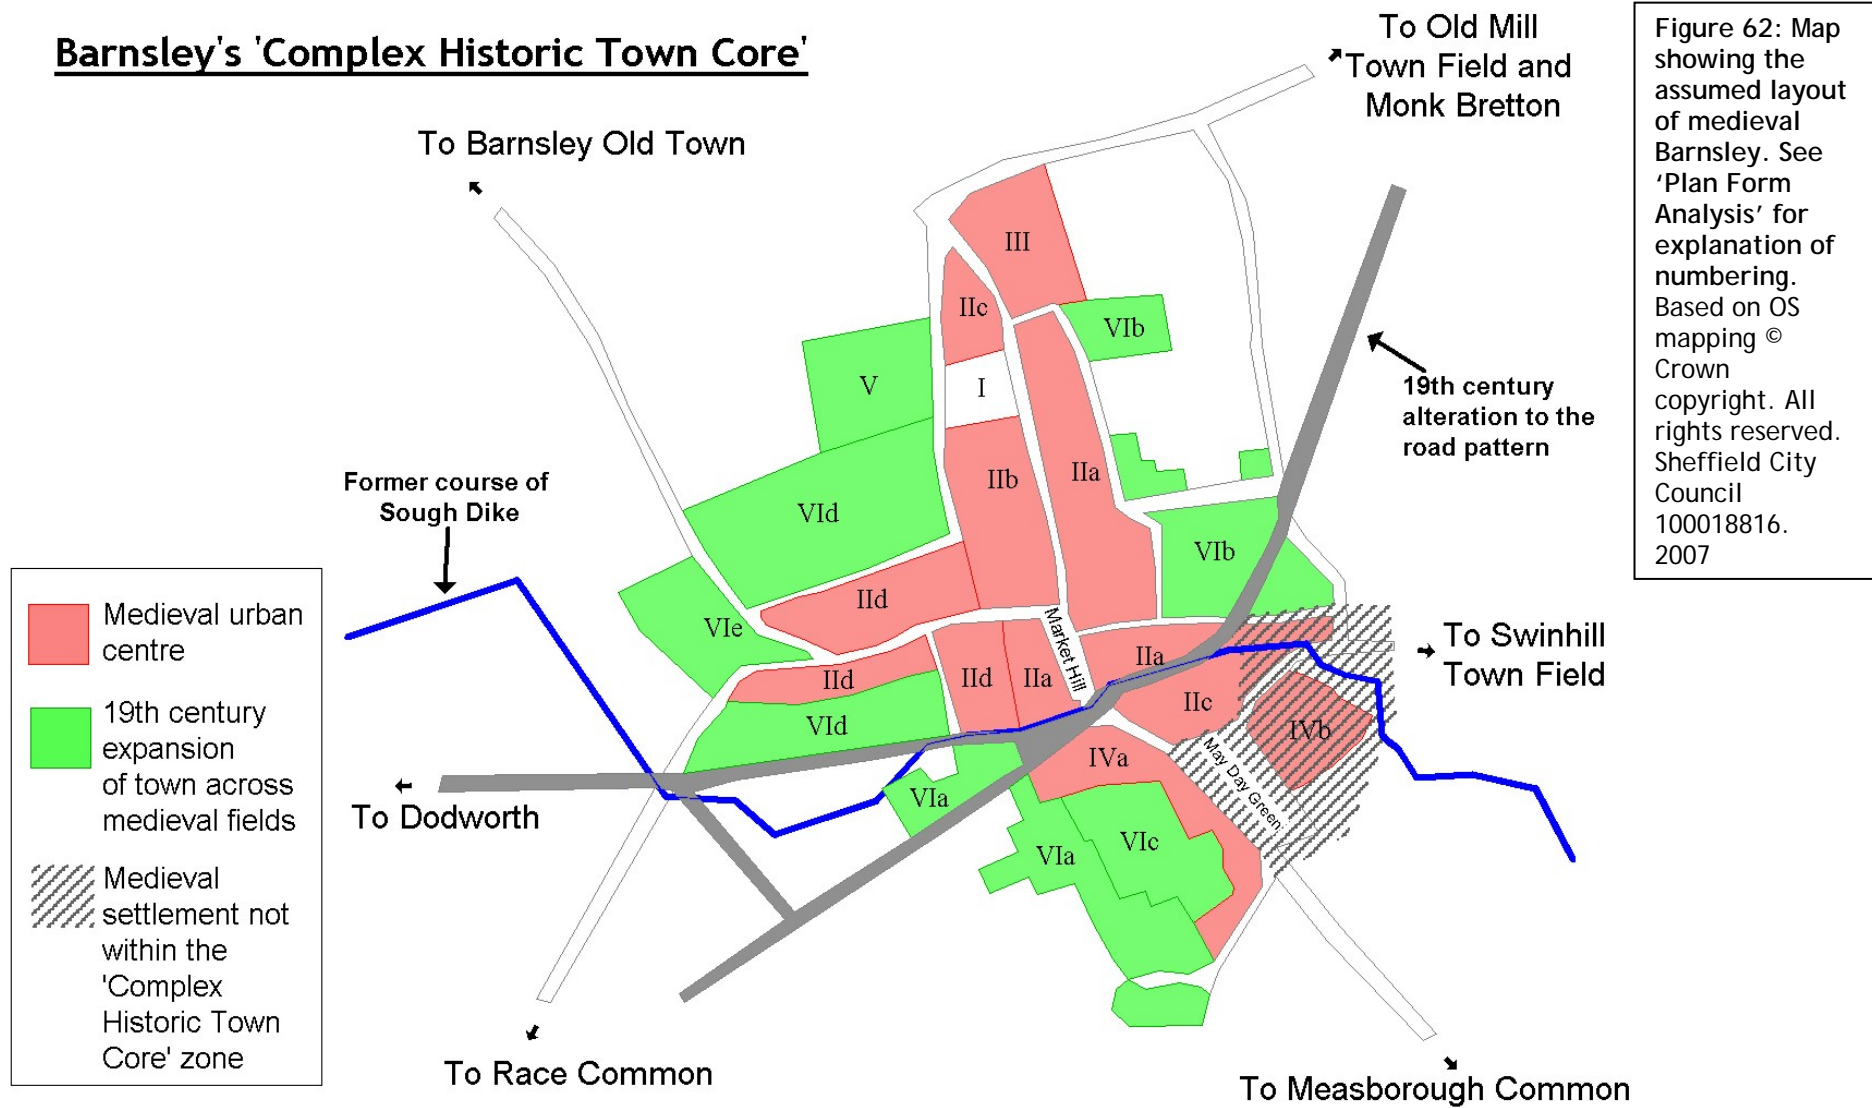 Barnsley's 'Complex Historic Town Core'
To Old Mill
Town Field and
Monk Bretton
Figure 62: Map
showing the
assumed layout
of medieval
Barnsley. See
‘Plan Form
Analysis’ for
explanation of
numbering.
Based on OS
mapping ©
Crown
copyright. All
rights reserved.
Sheffield City
Council
100018816.
2007
To Barnsley Old Town
III
IIc
VIb
V
I
19th century
alteration to the
road pattern
IIb
IIa
Former course of
Sough Dike
VId
VIb
IId
VIe
Market Hill
IIa
To Swinhill
Town Field
IId
IId
IIa
IIc
VId
IVb
May Day Green
IVa
VIa
To Dodworth
VIc
VIa
Medieval urban
centre
19th century
expansion
of town across
medieval fields
Medieval
settlement not
within the
'Complex
Historic Town
Core' zone
To Race Common
To Measborough Common